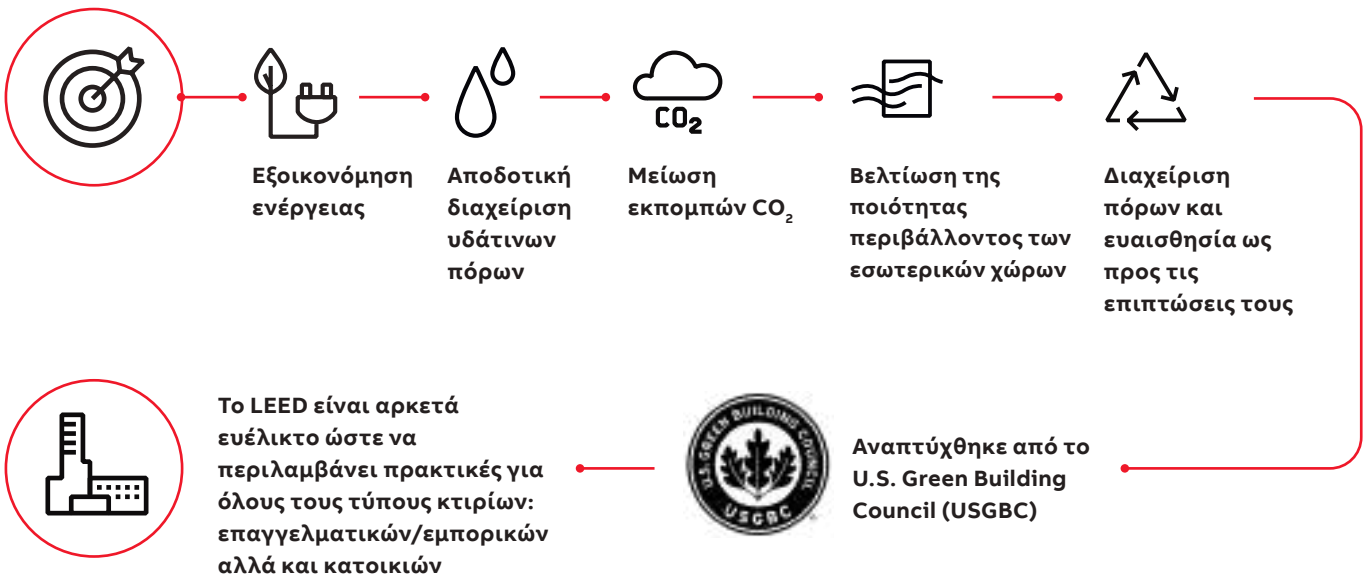 CO₂
Εξοικονόμηση
ενέργειας
Αποδοτική
διαχείριση
υδάτινων
πόρων
Μείωση
εκπομπών CO₂
Βελτίωση της
ποιότητας
περιβάλλοντος των
εσωτερικών χώρων
Διαχείριση
πόρων και
ευαισθησία ως
προς τις
επιπτώσεις τους
Το LEED είναι αρκετά
ευέλικτο ώστε να
περιλαμβάνει πρακτικές για
όλους τους τύπους κτιρίων:
επαγγελματικών/εμπορικών
αλλά και κατοικιών
U.S. GREEN BUILDING COUNCIL
USGBC
Αναπτύχθηκε από το
U.S. Green Building
Council (USGBC)